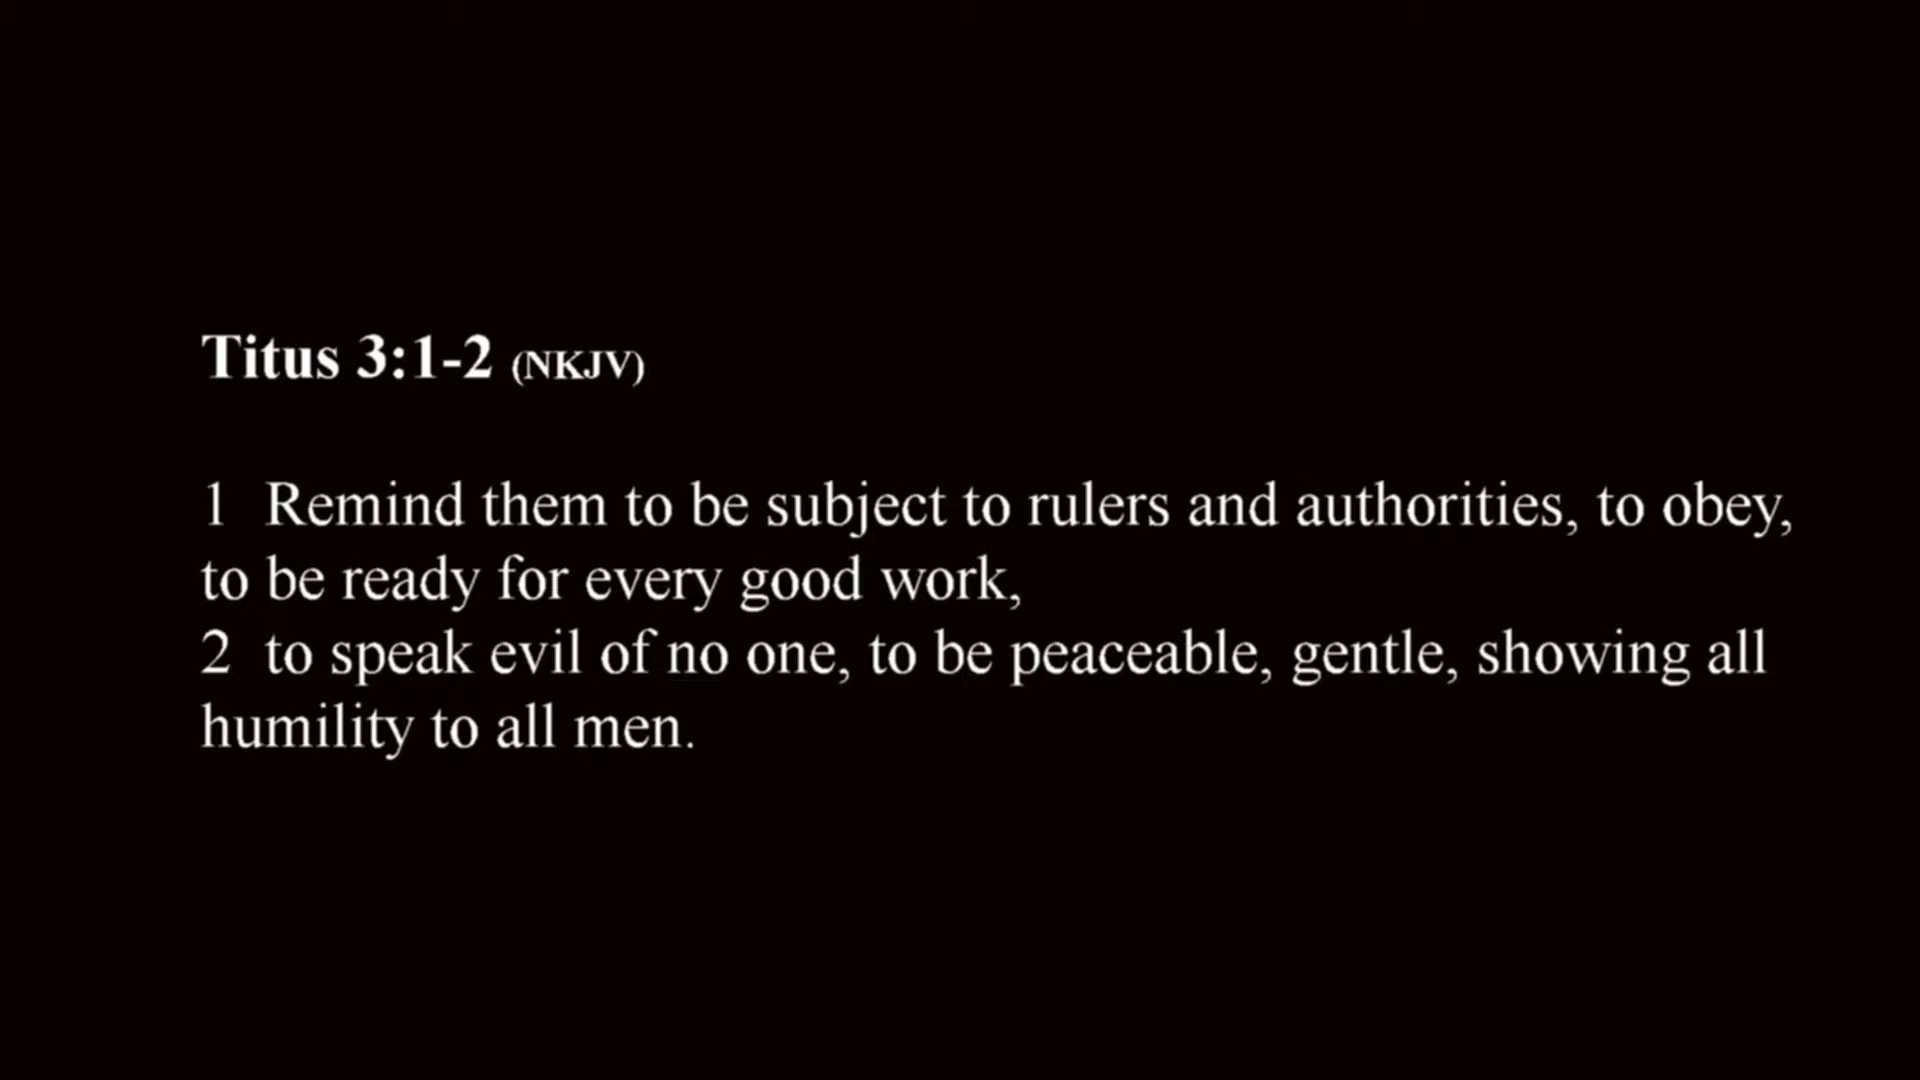 Titus 3:1-2 (NKJV)
1 Remind them to be subject to rulers and authorities, to obey,
to be ready for every good work,
2 to speak evil of no one, to be peaceable, gentle, showing all
humility to all men.